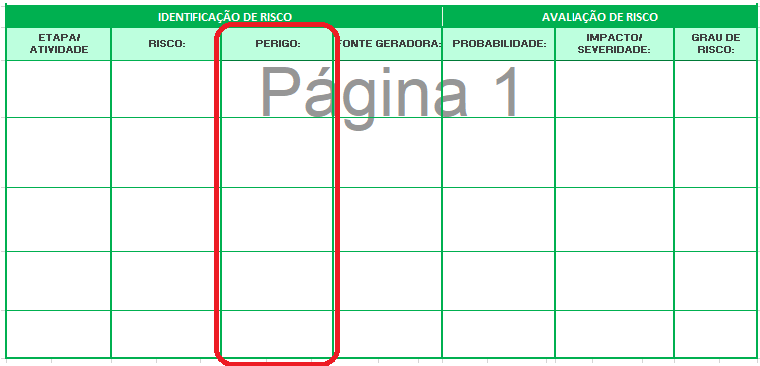 IDENTIFICAÇÃO DE RISCO AVALIAÇÃO DE RISCO
ETAPA/
ATIVIDADE
RISCO:
PERIGO:
FONTE GERADORA:
PROBABILIDADE:
IMPACTO/
SEVERIDADE:
GRAU DE
RISCO:
Página 1